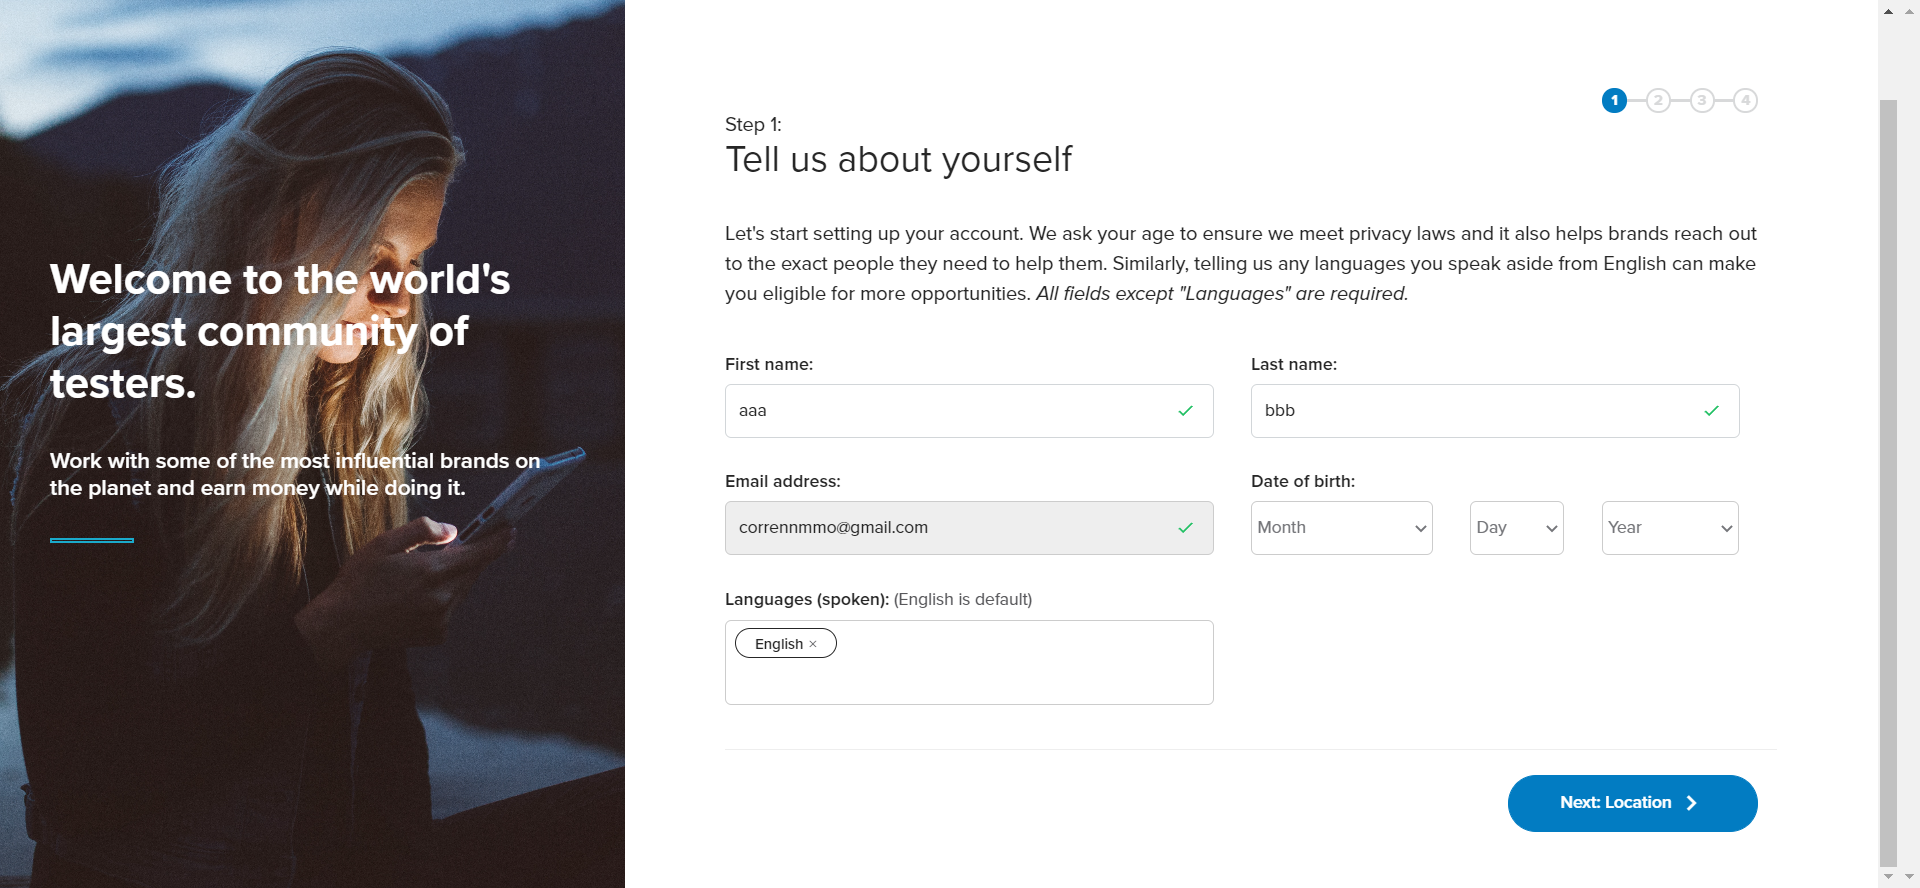 Welcome to the world's
largest community of
testers.
Work with some of the most influential brands on
the planet and earn money while doing it.
1 2 3 4
Step 1:
Tell us about yourself
Let's start setting up your account. We ask your age to ensure we meet privacy laws and it also helps brands reach out
to the exact people they need to help them. Similarly, telling us any languages you speak aside from English can make
you eligible for more opportunities. All fields except "Languages" are required.
First name:
Last name:
aaa
bbb
Email address:
Date of birth:
corrennmmo@gmail.com
Month
Day
Year
Languages (spoken): (English is default)
English ×
Next: Location